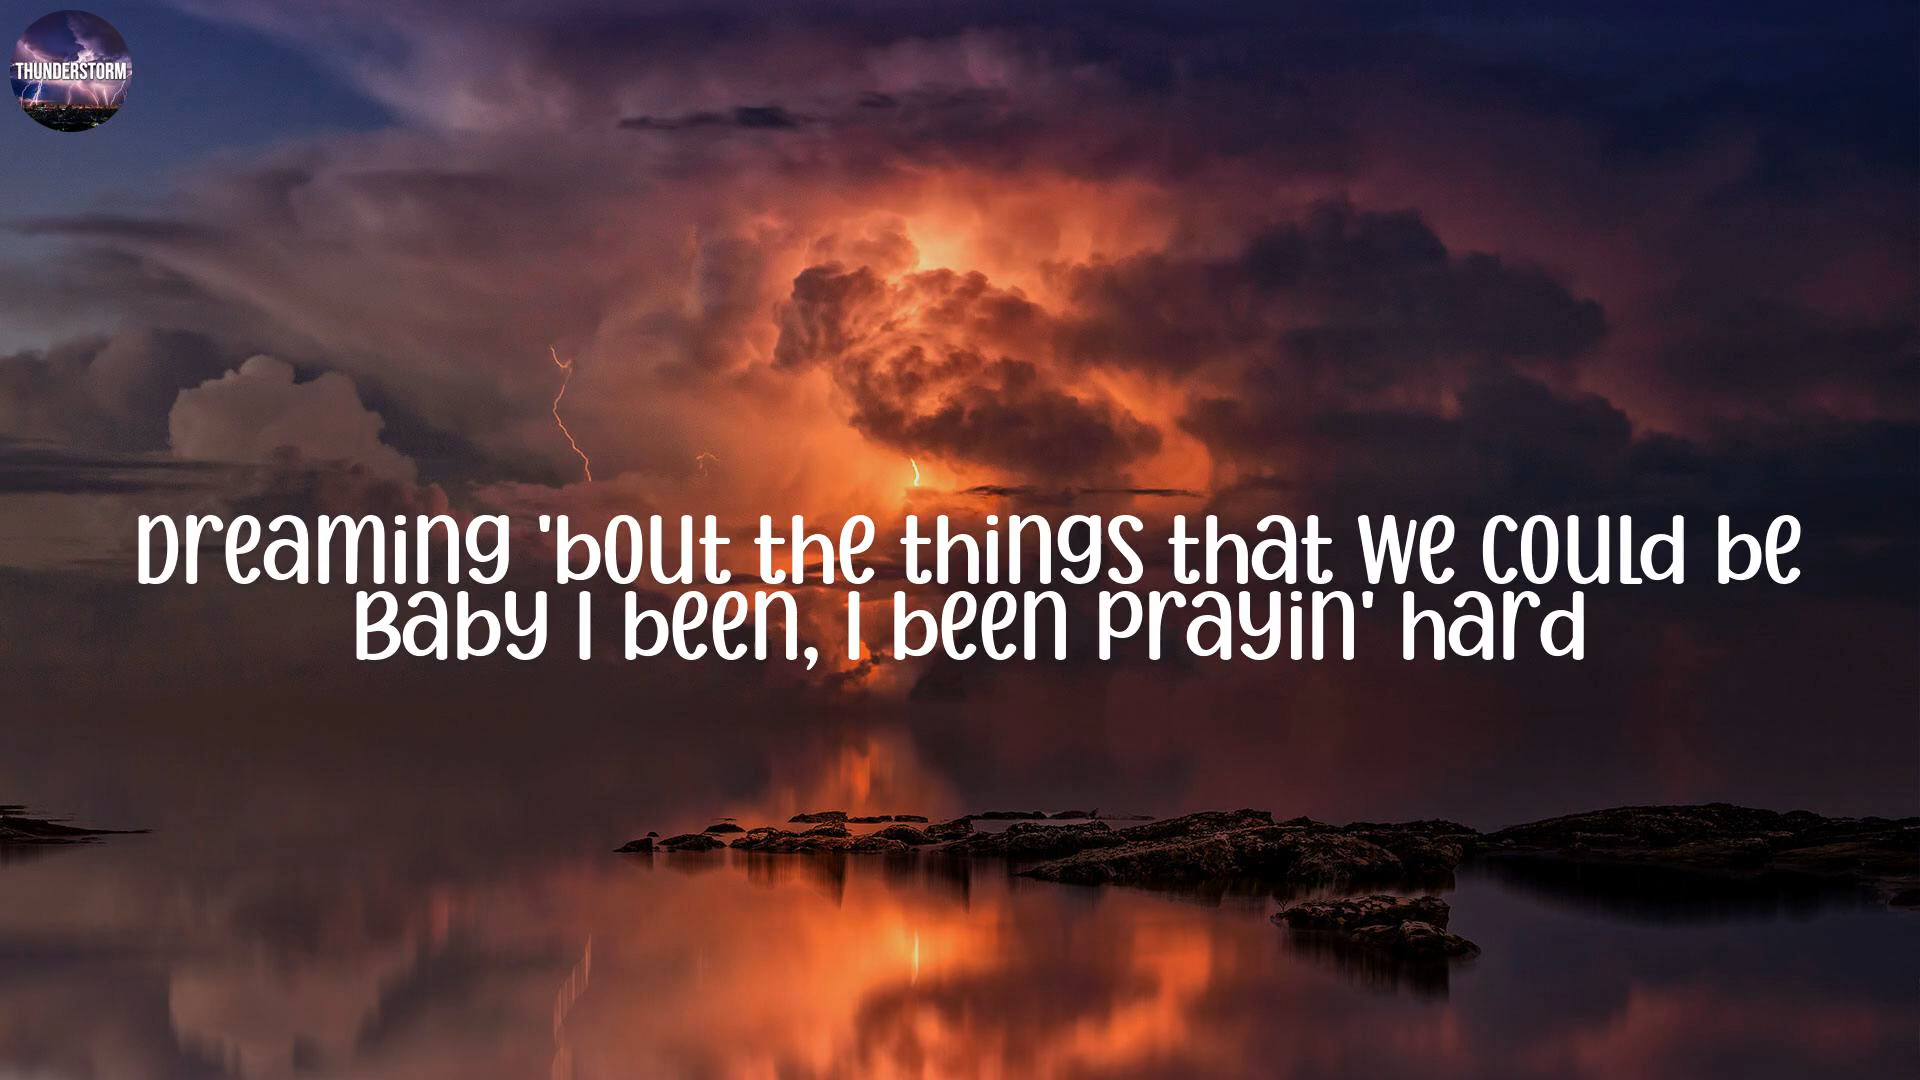 THUNDERSTORM
Dreaming 'bout the things that we could be
Baby I been, I been prayin' hard